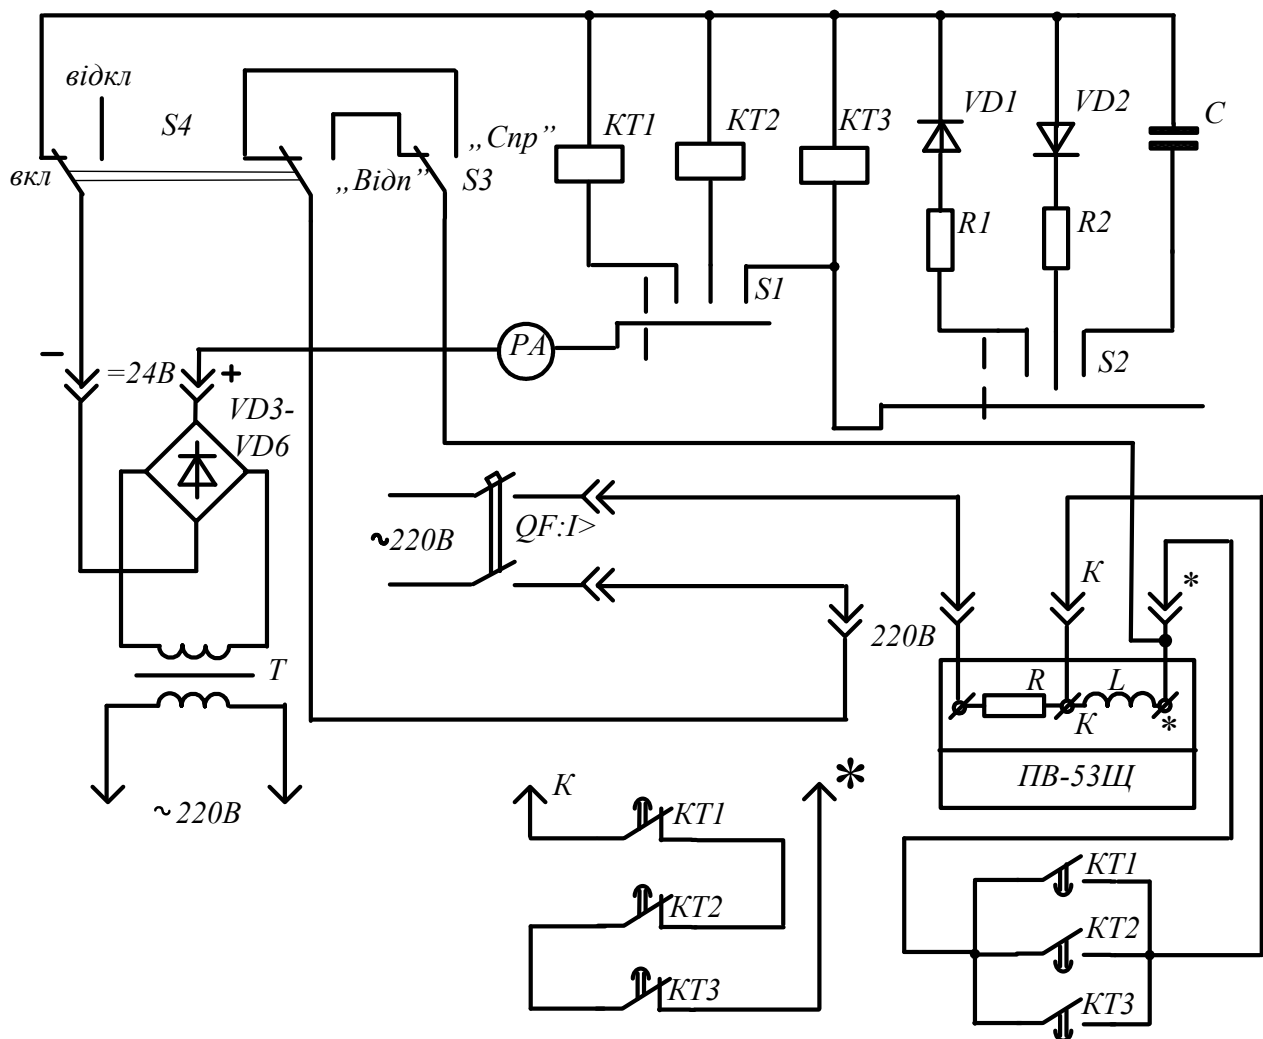 відкл
S4
вкл
„Відп”
„Спр”
S3
КТ1
КТ2
КТ3
VD1
VD2
C
R1
R2
S1
S2
PA
−
=24В
+
VD3-
VD6
~220В
QF:I>
К
*
220В
R
L
К
*
ПВ-53Щ
Т
~220В
К
*
КТ1
КТ2
КТ3
КТ1
КТ2
КТ3